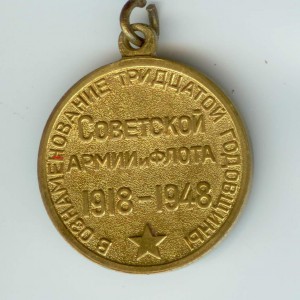 В ОЗНАМЕНОВАНИЕ ТРИДЦАТОЙ ГОДОВЩИНЫ
СОВЕТСКОЙ
АРМИИ И ФЛОТА
1918-1948